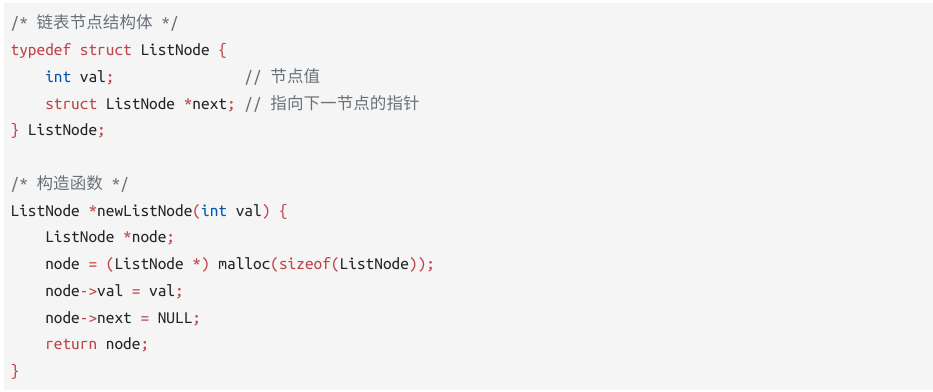 /* 链表节点结构体 */
typedef struct ListNode {
    int val;               // 节点值
    struct ListNode *next; // 指向下一节点的指针
} ListNode;

/* 构造函数 */
ListNode *newListNode(int val) {
    ListNode *node;
    node = (ListNode *) malloc(sizeof(ListNode));
    node->val = val;
    node->next = NULL;
    return node;
}